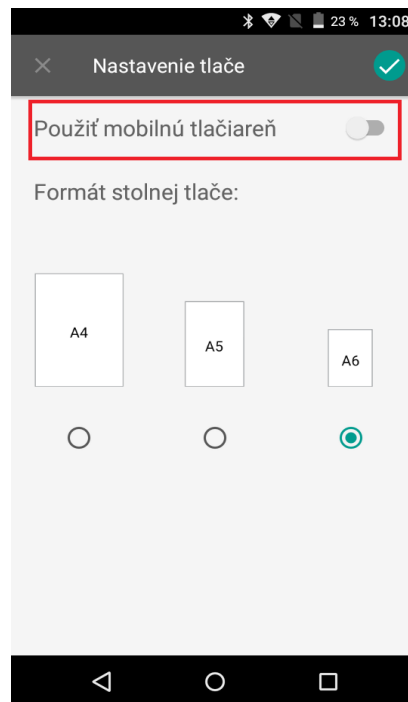 23 % 13:08
Nastavenie tlače
Použiť mobilnú tlačiareň
Formát stolnej tlače:
A4
A5
A6